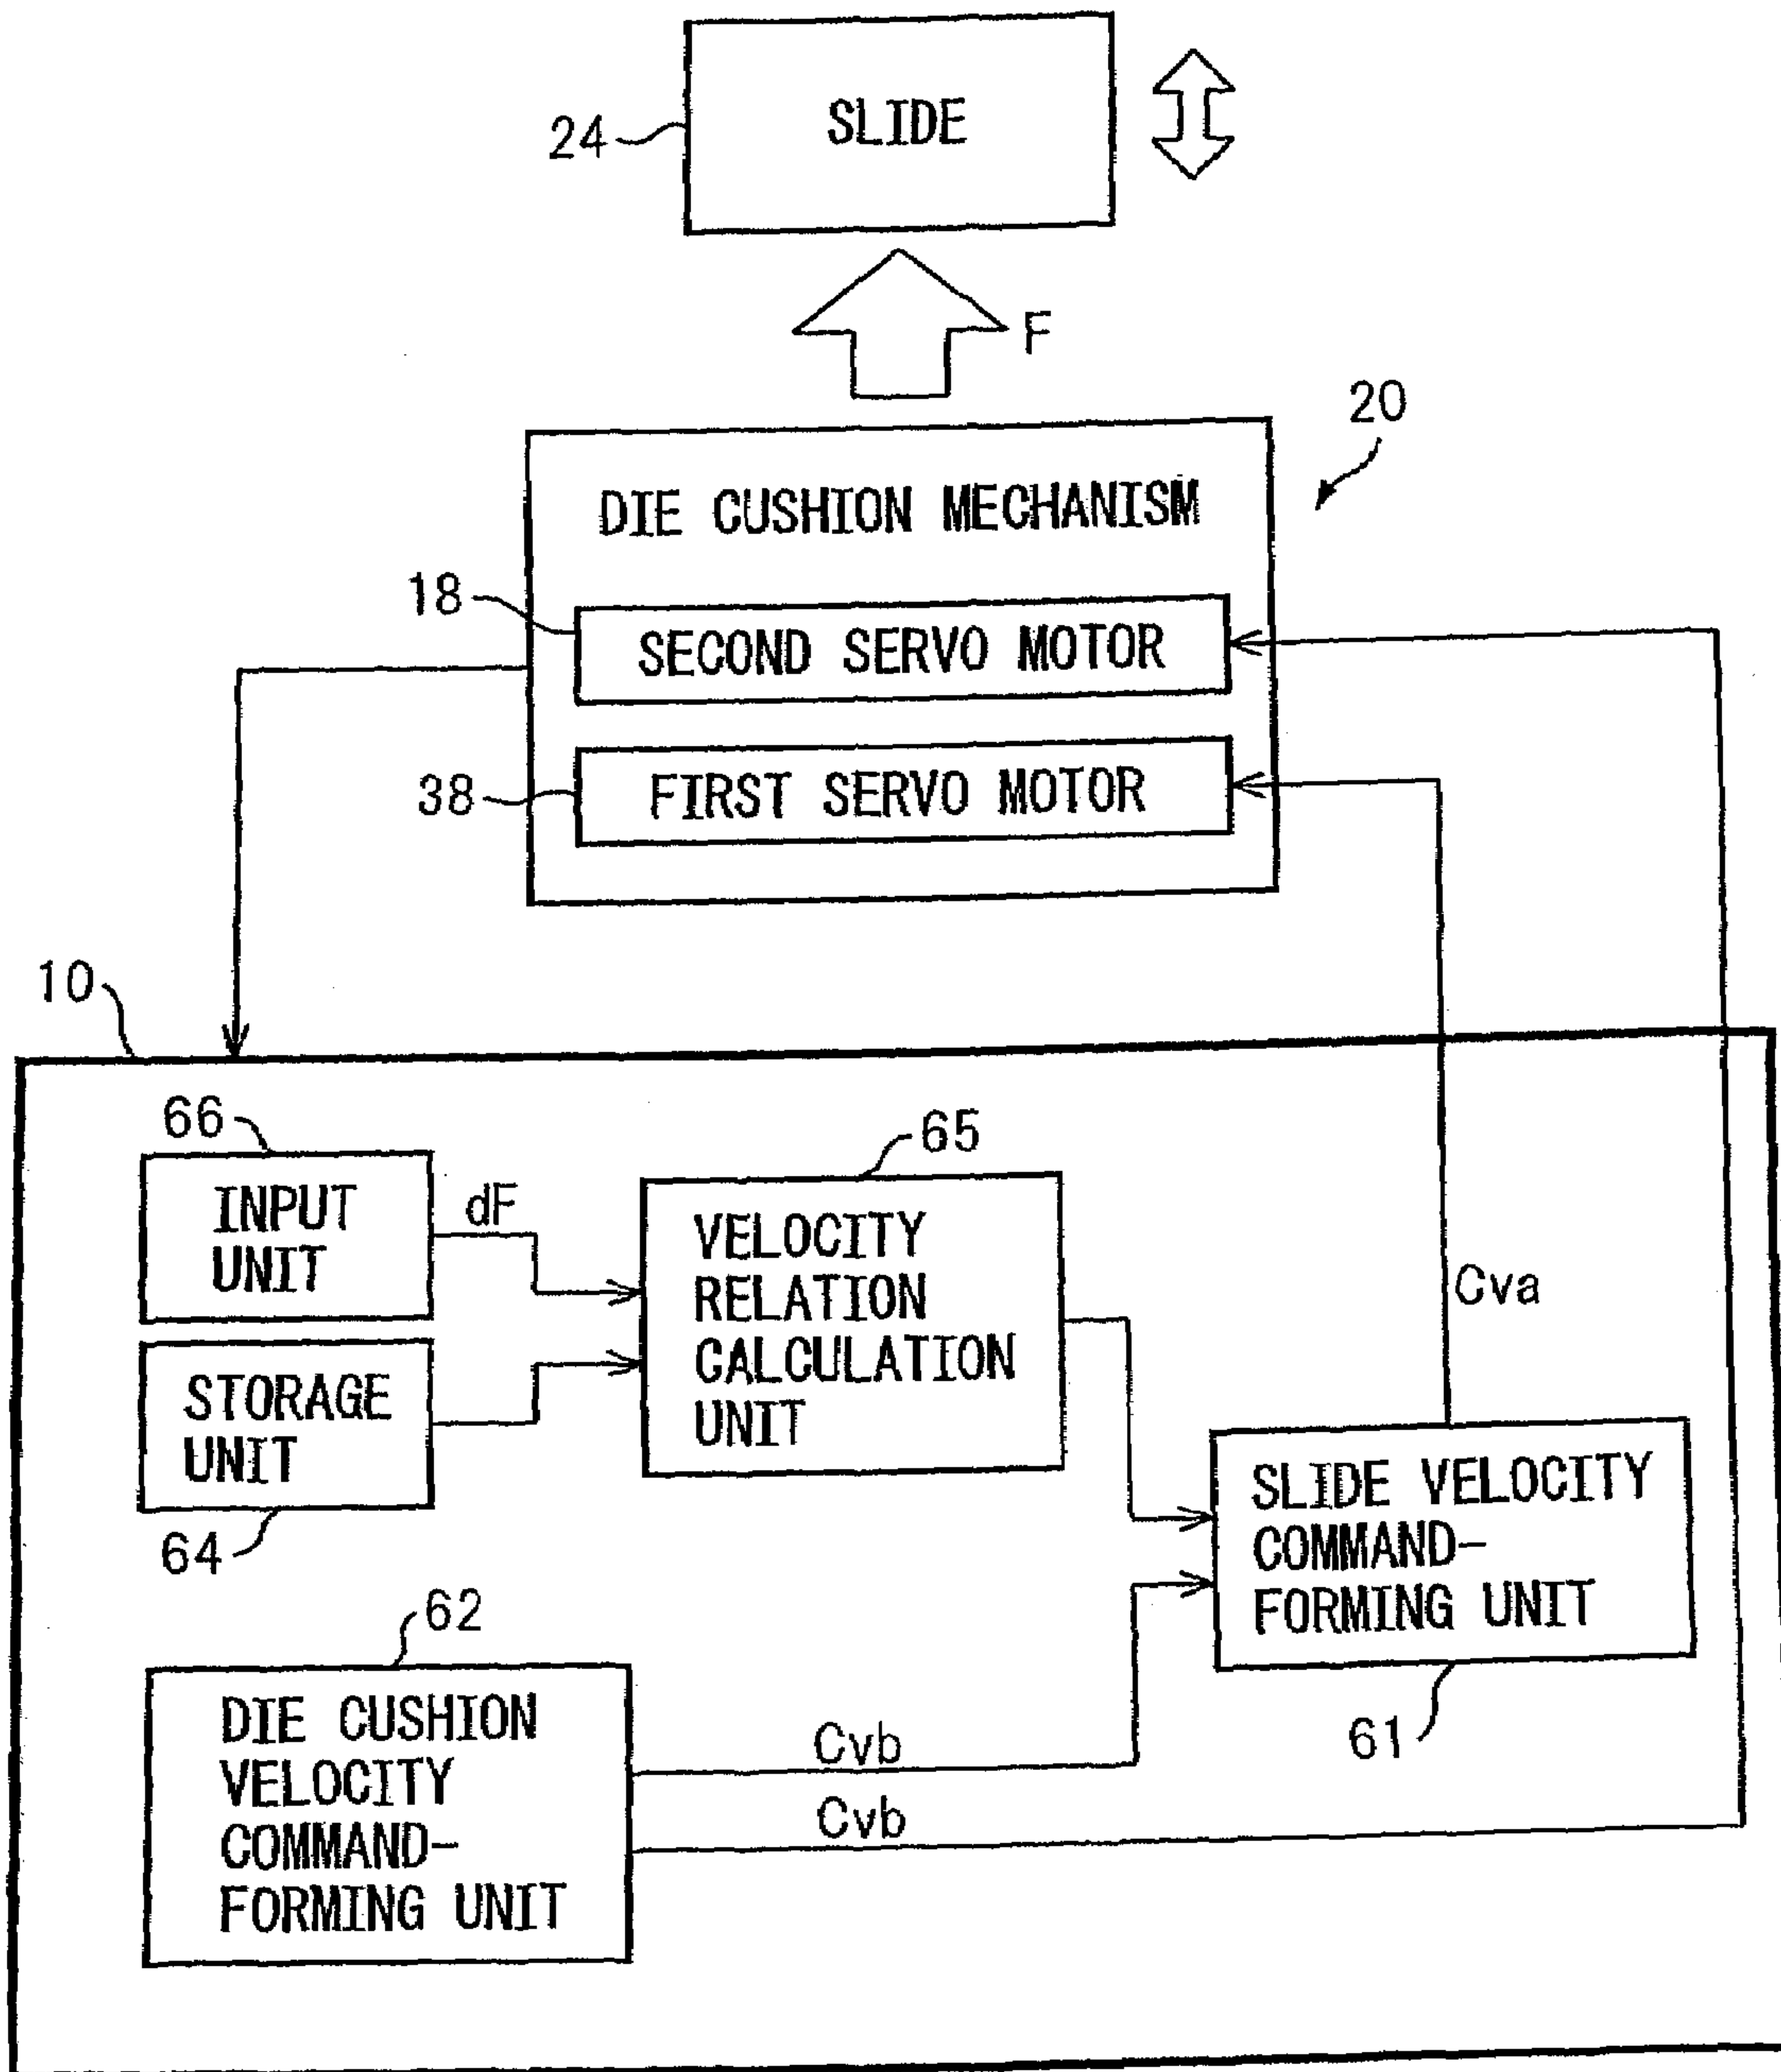 24
SLIDE
F
20
DIE CUSHION MECHANISM
18
SECOND SERVO MOTOR
38
FIRST SERVO MOTOR
10
66
INPUT
UNIT
dF
65
VELOCITY
RELATION
CALCULATION
UNIT
Cva
STORAGE
UNIT
64
SLIDE VELOCITY
COMMAND-
FORMING UNIT
61
62
DIE CUSHION
VELOCITY
COMMAND-
FORMING UNIT
Cvb
Cvb